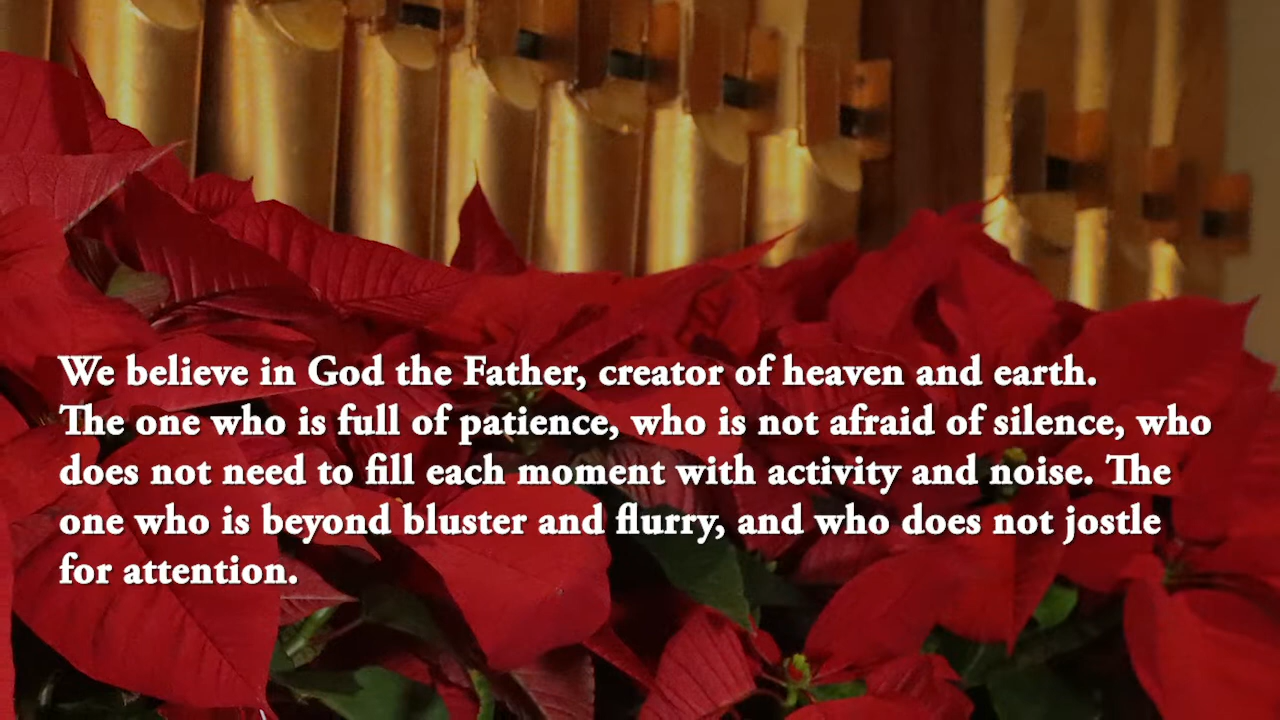 We believe in God the Father, creator of heaven and earth.
The one who is full of patience, who is not afraid of silence, who
does not need to fill each moment with activity and noise. The
one who is beyond bluster and flurry, and who does not jostle
for attention.